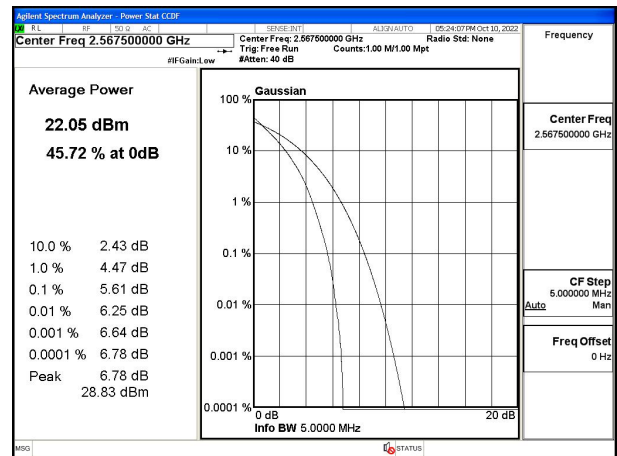 Agilent Spectrum Analyzer - Power Stat CCDF
RL RF 50 Ω AC SENSE:INT ALIGNAUTO 05:24:07PM Oct 10, 2022
Center Freq 2.567500000 GHz
Center Freq: 2.567500000 GHz Radio Std: None
Trig: Free Run Counts:1.00 M/1.00 Mpt
#IFGain:Low #Atten: 40 dB
Frequency
Average Power
22.05 dBm
45.72 % at 0dB
10.0 % 2.43 dB
1.0 % 4.47 dB
0.1 % 5.61 dB
0.01 % 6.25 dB
0.001 % 6.64 dB
0.0001 % 6.78 dB
Peak 6.78 dB
28.83 dBm
Gaussian
100 %
10 %
1 %
0.1 %
0.01 %
0.001 %
0.0001 %
0 dB 20 dB
Info BW 5.0000 MHz
Center Freq
2.567500000 GHz
CF Step
5.000000 MHz
Auto Man
Freq Offset
0 Hz
MSG STATUS